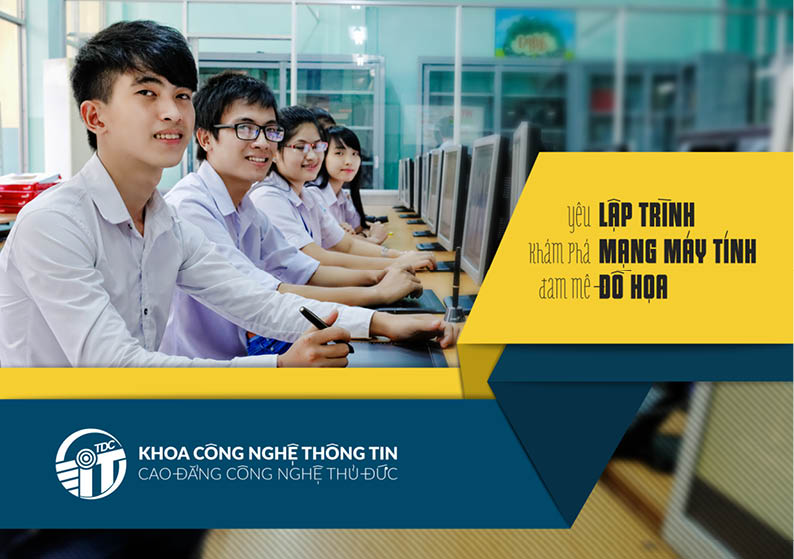 yêu LẬP TRÌNH
khám phá MẠNG MÁY TÍNH
đam mê ĐỒ HỌA
TDC
IT
KHOA CÔNG NGHỆ THÔNG TIN
CAO ĐẲNG CÔNG NGHỆ THỦ ĐỨC